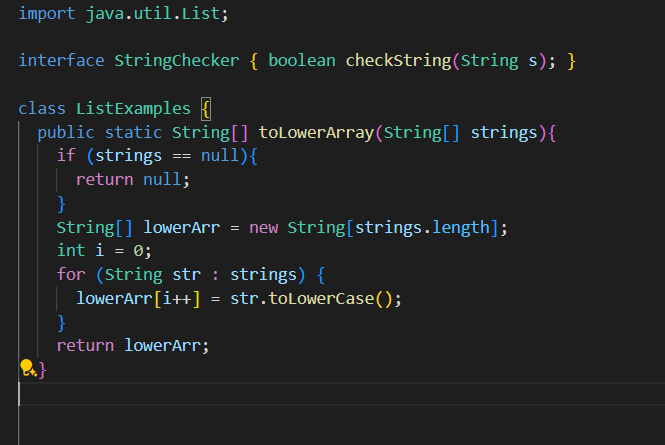 import java.util.List;
interface StringChecker { boolean checkString(String s); }
class ListExamples {
public static String[] toLowerArray(String[] strings){
if (strings == null){
return null;
}
String[] lowerArr = new String[strings.length];
int i = 0;
for (String str : strings) {
lowerArr[i++] = str.toLowerCase();
}
return lowerArr;
}